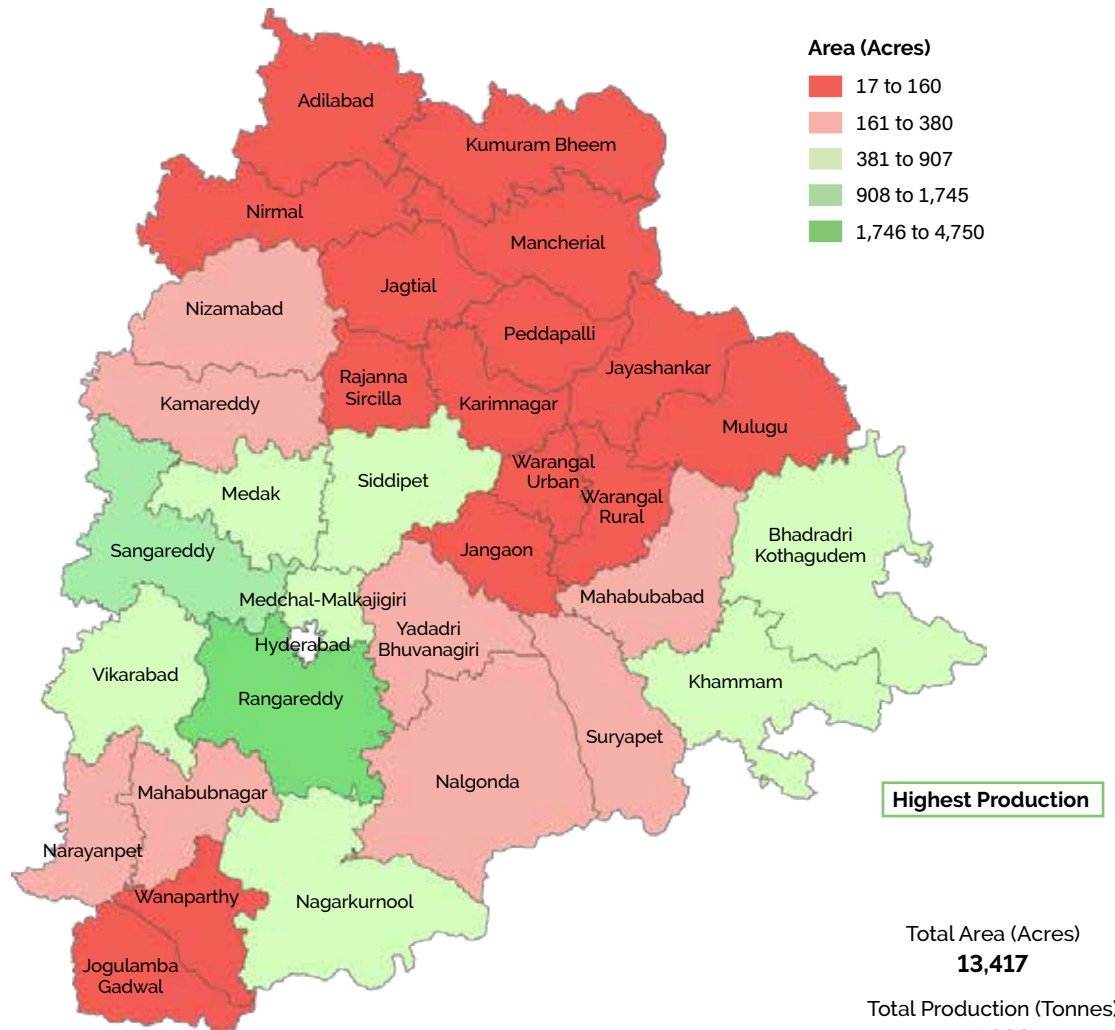 Area (Acres)
17 to 160
161 to 380
381 to 907
908 to 1,745
1,746 to 4,750
Adilabad
Kumuram Bheem
Nirmal
Mancherial
Jagtial
Nizamabad
Peddapalli
Jayashankar
Rajanna
Sircilla
Kamareddy
Karimnagar
Mulugu
Warangal
Urban
Siddipet
Medak
Warangal
Rural
Bhadradri
Kothagudem
Sangareddy
Jangaon
Medchal-Malkajigiri
Mahabubabad
Yadadri
Bhuvanagiri
Hyderabad
Vikarabad
Rangareddy
Khammam
Suryapet
Nalgonda
Mahabubnagar
Highest Production
Narayanpet
Wanaparthy
Nagarkurnool
Jogulamba
Gadwal
Total Area (Acres)
13,417
Total Production (Tonnes)